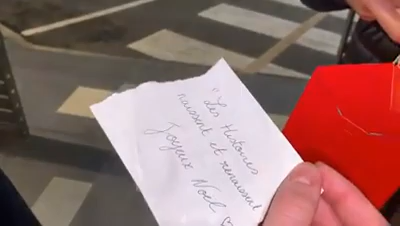 "Les Histoires
naissent et renaissent
Joyeux Noël ♡